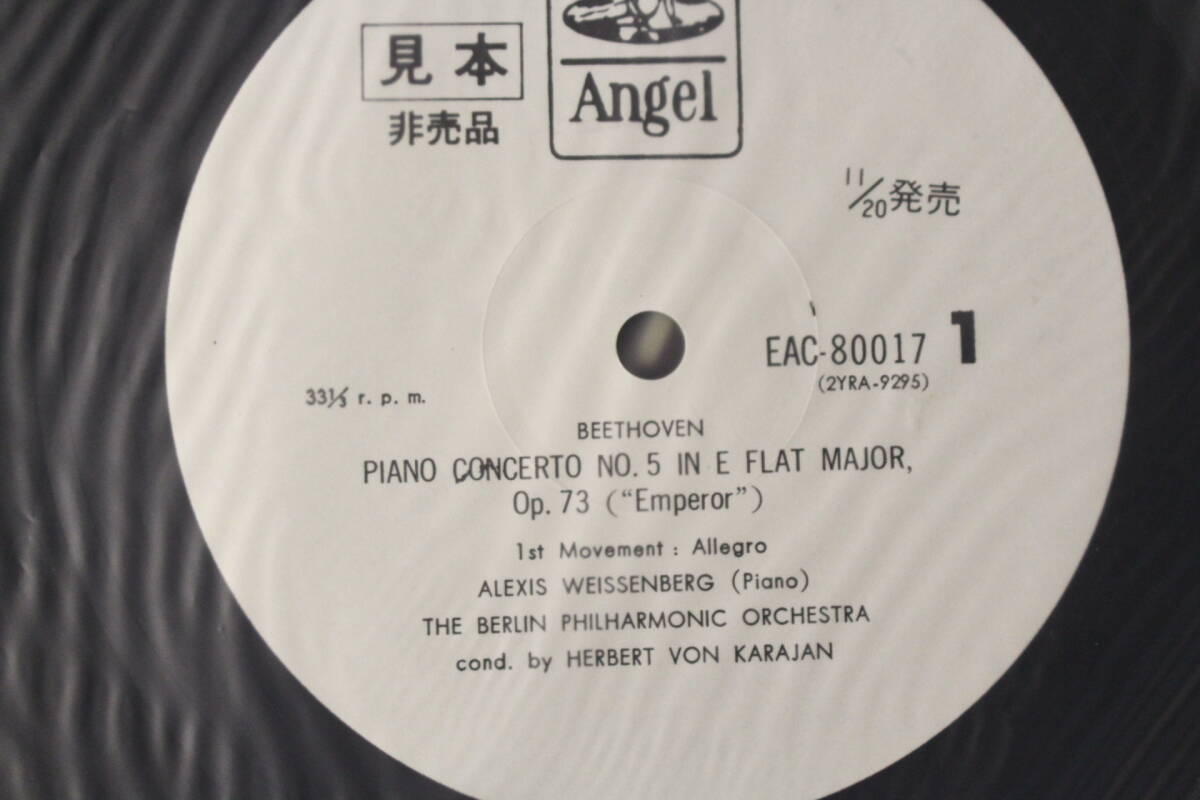 見本
非売品
Angel
11/20発売
EAC-80017 1
(2YRA-9295)
33⅓ r. p. m.
BEETHOVEN
PIANO CONCERTO NO. 5 IN E FLAT MAJOR,
Op. 73 (“Emperor”)
1st Movement : Allegro
ALEXIS WEISSENBERG (Piano)
THE BERLIN PHILHARMONIC ORCHESTRA
cond. by HERBERT VON KARAJAN